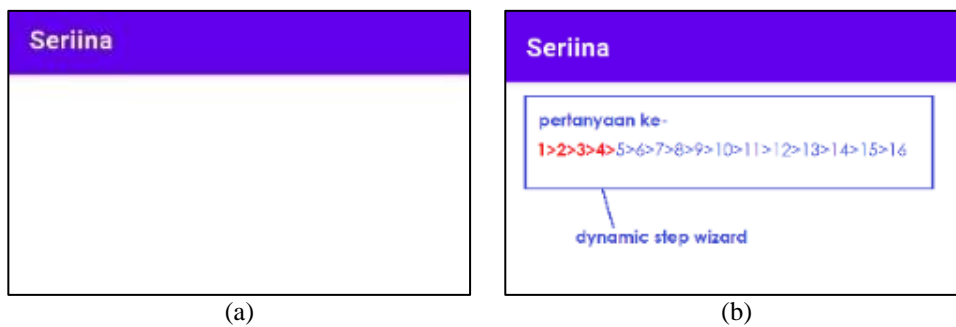 Seriina
Seriina
pertanyaan ke-
1>2>3>4>5>6>7>8>9>10>11>12>13>14>15>16
dynamic step wizard
(a)
(b)